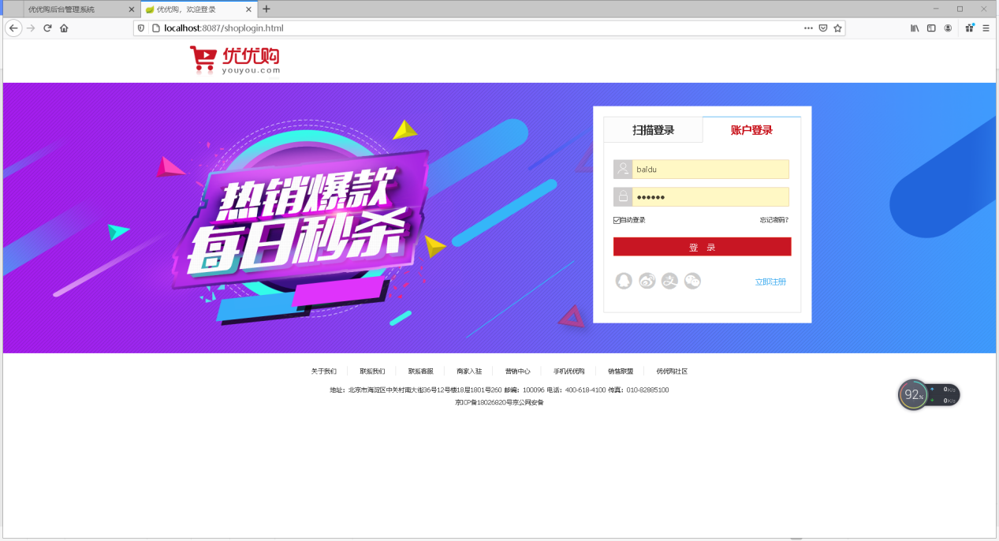 优优购后台管理系统
优优购，欢迎登录
localhost:8087/shoplogin.html
优优购
youyou.com
扫描登录 账户登录
热销爆款
每日秒杀
baidu
••••••
自动登录 忘记密码?
登 录
立即注册
关于我们 联系我们 联系客服 商家入驻 营销中心 手机优优购 销售联盟 优优购社区
地址：北京市海淀区中关村南大街36号12号楼18层1801号260 邮编：100096 电话：400-618-4100 传真：010-82885100
京ICP备18026820号京公网安备
92%
0K/s
0K/s